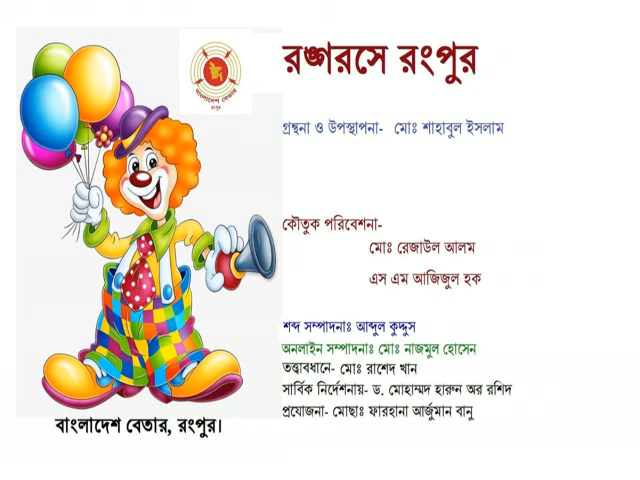 রঙ্গরসে রংপুর
বাংলাদেশ বেতার
রংপুর
গ্রন্থনা ও উপস্থাপনা- মোঃ শাহাবুল ইসলাম
কৌতুক পরিবেশনা-
মোঃ রেজাউল আলম
এস এম আজিজুল হক
শব্দ সম্পাদনাঃ আব্দুল কুদ্দুস
অনলাইন সম্পাদনাঃ মোঃ নাজমুল হোসেন
তত্ত্বাবধানে- মোঃ রাশেদ খান
সার্বিক নির্দেশনায়- ড. মোহাম্মদ হারুন অর রশিদ
প্রযোজনা- মোছাঃ ফারহানা আর্জুমান বানু
বাংলাদেশ বেতার, রংপুর।